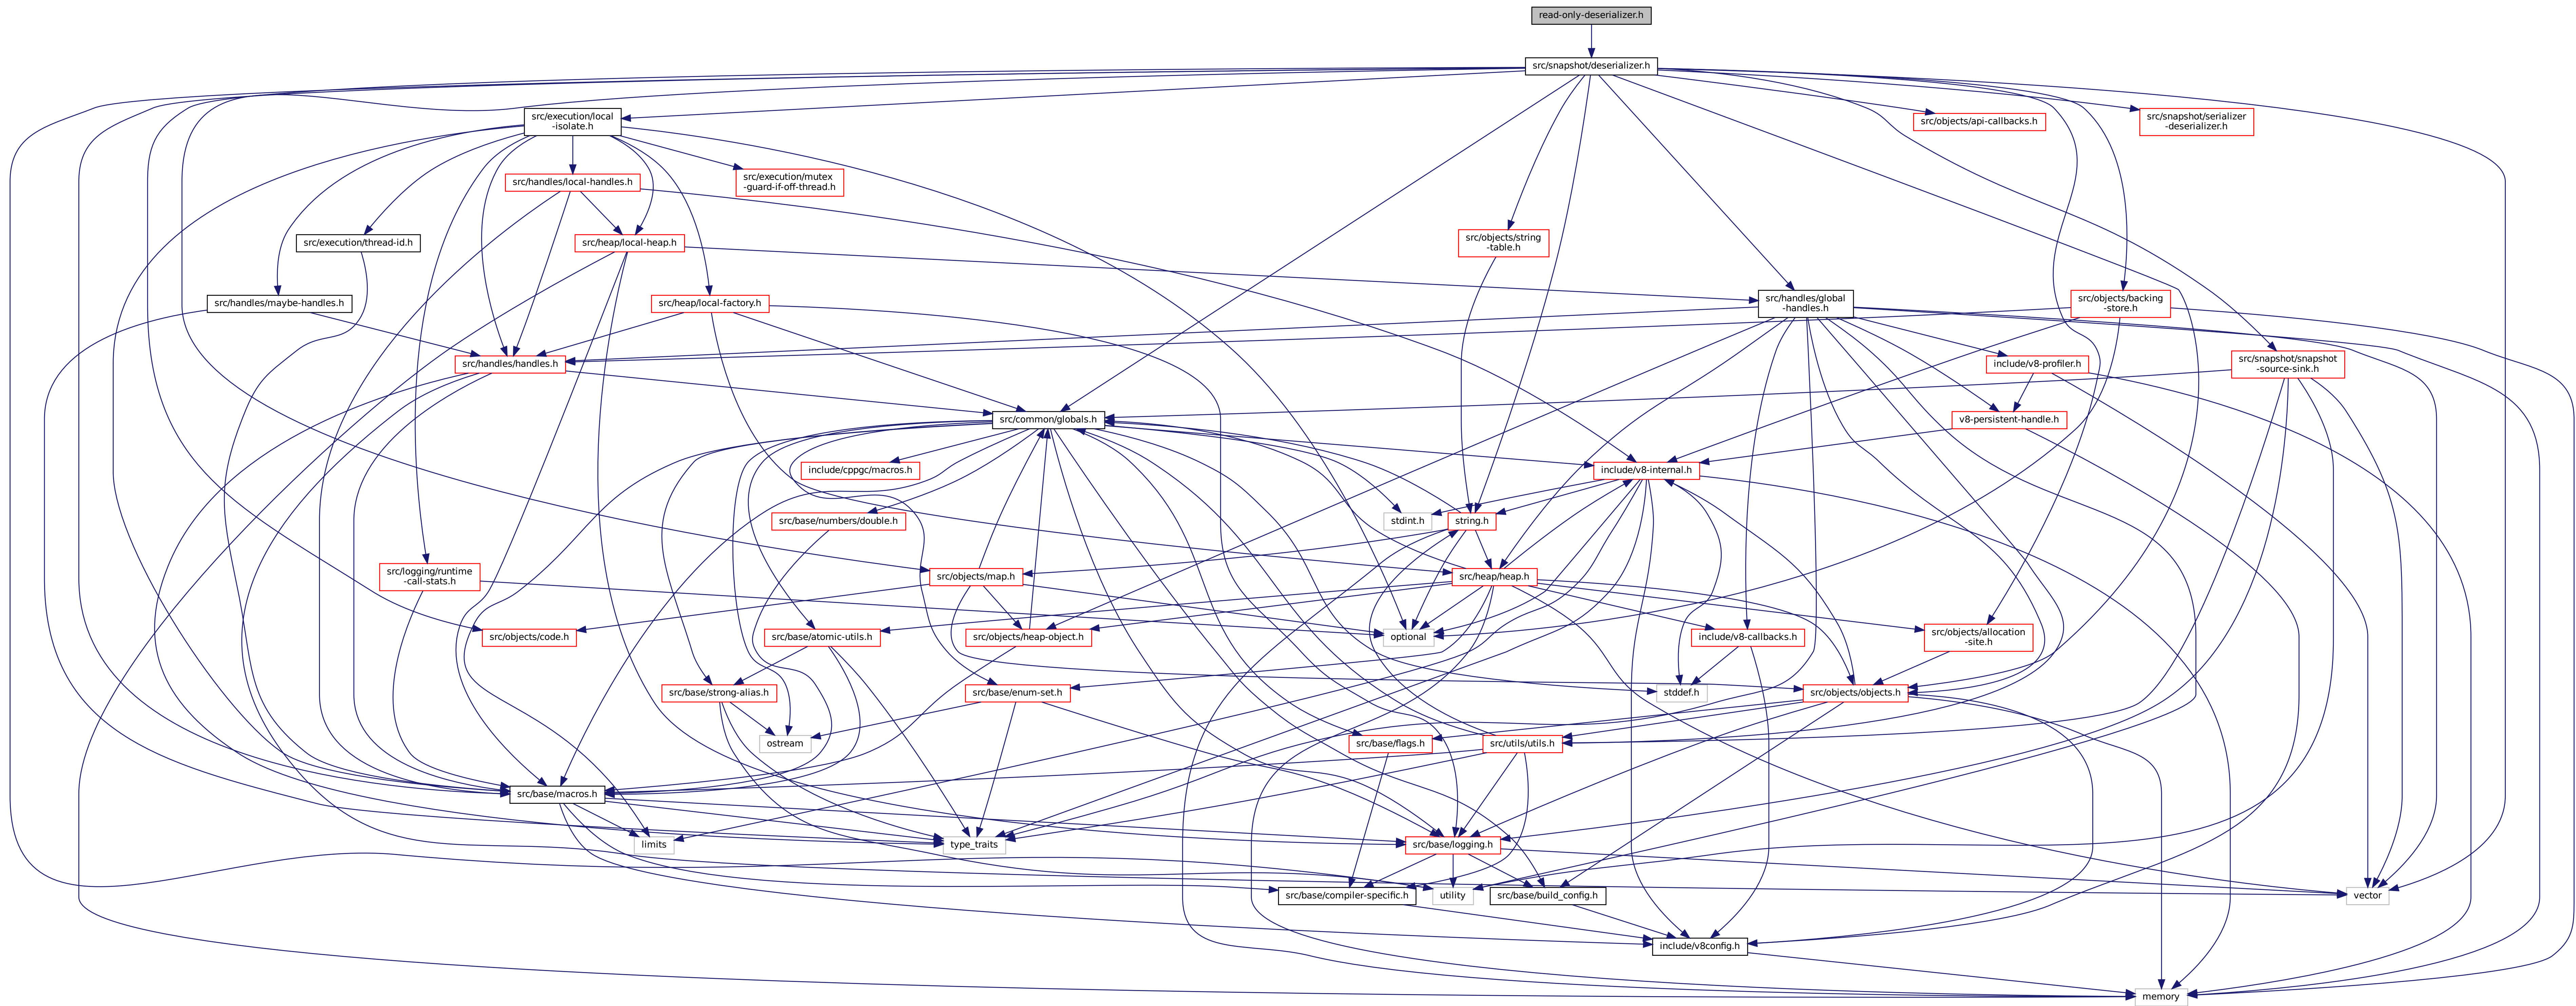 read-only-deserializer.h
src/snapshot/deserializer.h
src/execution/local
-isolate.h
src/objects/api-callbacks.h
src/snapshot/serializer
-deserializer.h
src/handles/local-handles.h
src/execution/mutex
-guard-if-off-thread.h
src/execution/thread-id.h
src/heap/local-heap.h
src/objects/string
-table.h
src/handles/maybe-handles.h
src/heap/local-factory.h
src/handles/global
-handles.h
src/objects/backing
-store.h
src/handles/handles.h
include/v8-profiler.h
src/snapshot/snapshot
-source-sink.h
src/common/globals.h
v8-persistent-handle.h
include/cppgc/macros.h
include/v8-internal.h
src/base/numbers/double.h
stdint.h
string.h
src/logging/runtime
-call-stats.h
src/objects/map.h
src/heap/heap.h
src/objects/code.h
src/base/atomic-utils.h
src/objects/heap-object.h
optional
include/v8-callbacks.h
src/objects/allocation
-site.h
src/base/strong-alias.h
src/base/enum-set.h
stddef.h
src/objects/objects.h
ostream
src/base/flags.h
src/utils/utils.h
src/base/macros.h
limits
type_traits
src/base/logging.h
src/base/compiler-specific.h
utility
src/base/build_config.h
vector
include/v8config.h
memory